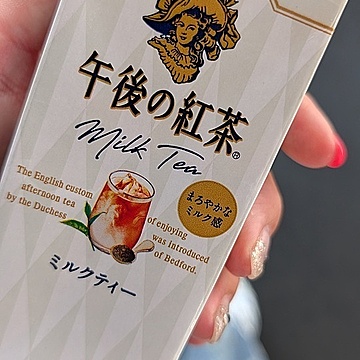 午後の紅茶®
Milk Tea
まろやかな
ミルク感
The English custom
afternoon tea
by the Duchess
of enjoying
was introduced
of Bedford.
ミルクティー